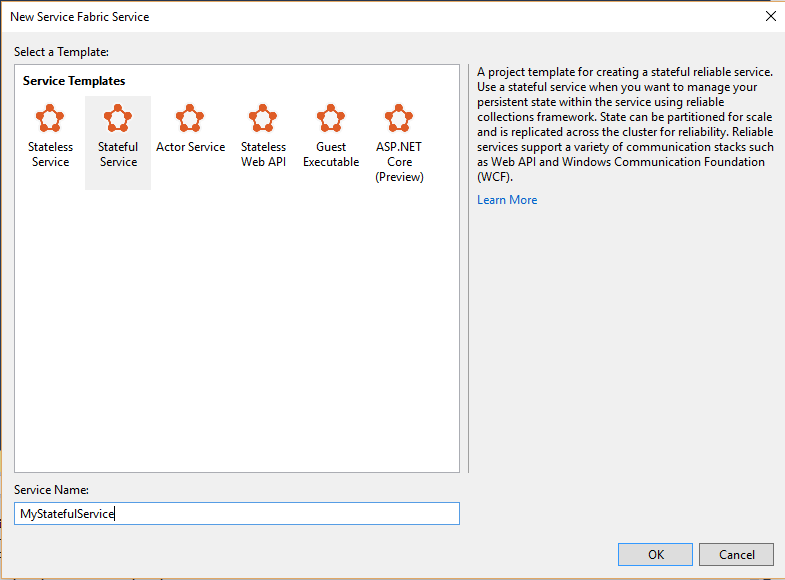 New Service Fabric Service
Select a Template:
Service Templates
Stateless
Service
Stateful
Service
Actor Service
Stateless
Web API
Guest
Executable
ASP.NET
Core
(Preview)
A project template for creating a stateful reliable service.
Use a stateful service when you want to manage your
persistent state within the service using reliable
collections framework. State can be partitioned for scale
and is replicated across the cluster for reliability. Reliable
services support a variety of communication stacks such
as Web API and Windows Communication Foundation
(WCF).
Learn More
Service Name:
MyStatefulService
OK
Cancel